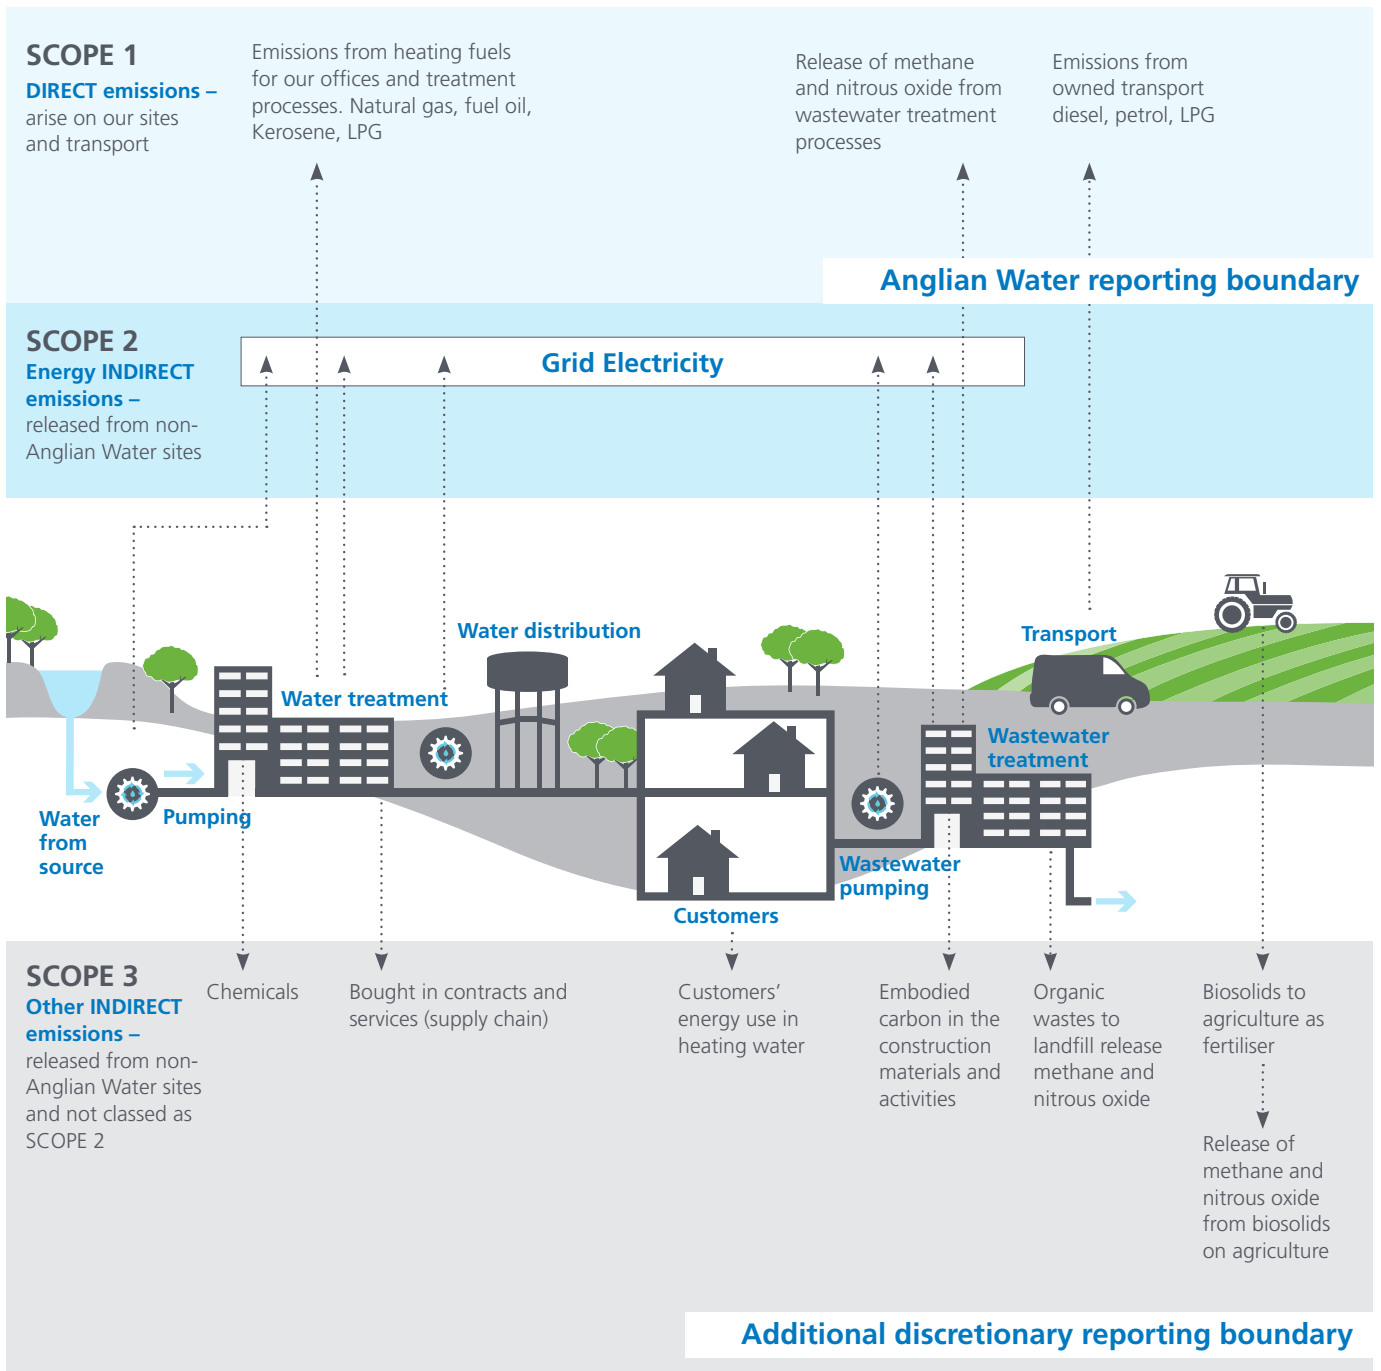 SCOPE 1
DIRECT emissions –
arise on our sites
and transport
Emissions from heating fuels
for our offices and treatment
processes. Natural gas, fuel oil,
Kerosene, LPG
Release of methane
and nitrous oxide from
wastewater treatment
processes
Emissions from
owned transport
diesel, petrol, LPG
Anglian Water reporting boundary
SCOPE 2
Energy INDIRECT
emissions –
released from non-
Anglian Water sites
Grid Electricity
Water distribution
Transport
Water treatment
Wastewater
treatment
Water
from
source
Pumping
Wastewater
pumping
Customers
SCOPE 3
Other INDIRECT
emissions –
released from non-
Anglian Water sites
and not classed as
SCOPE 2
Chemicals
Bought in contracts and
services (supply chain)
Customers’
energy use in
heating water
Embodied
carbon in the
construction
materials and
activities
Organic
wastes to
landfill release
methane and
nitrous oxide
Biosolids to
agriculture as
fertiliser
Release of
methane and
nitrous oxide
from biosolids
on agriculture
Additional discretionary reporting boundary